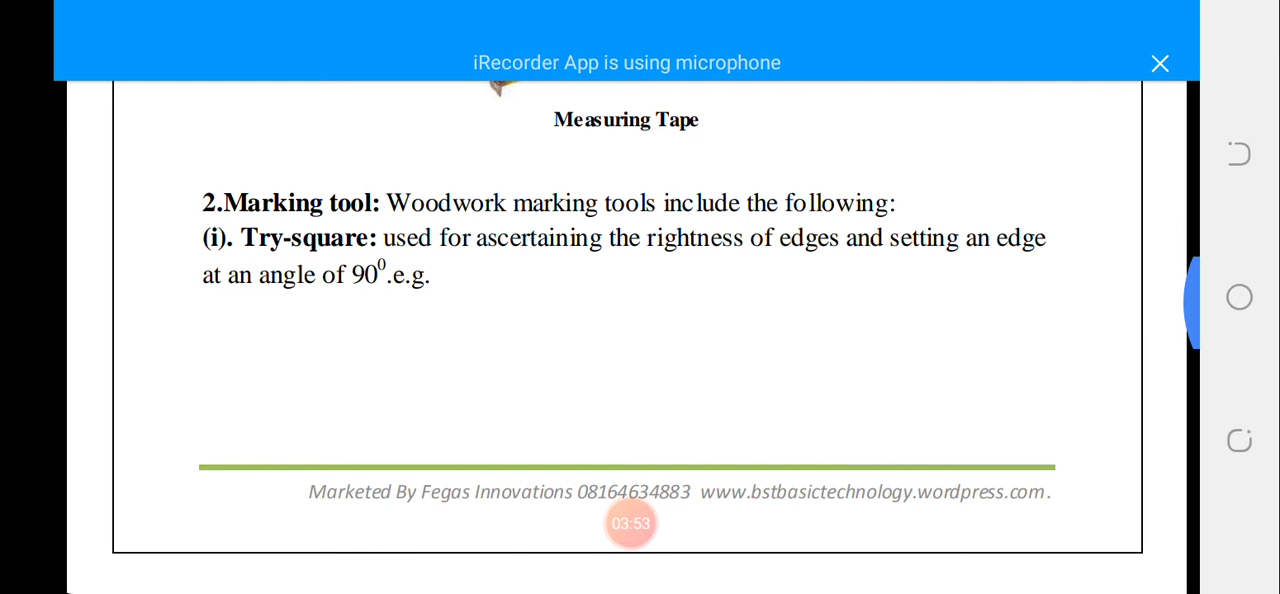 iRecorder App is using microphone
Measuring Tape
2.Marking tool: Woodwork marking tools include the following:
(i). Try-square: used for ascertaining the rightness of edges and setting an edge
at an angle of 90⁰.e.g.
Marketed By Fegas Innovations 08164634883 www.bstbasictechnology.wordpress.com.
03:53